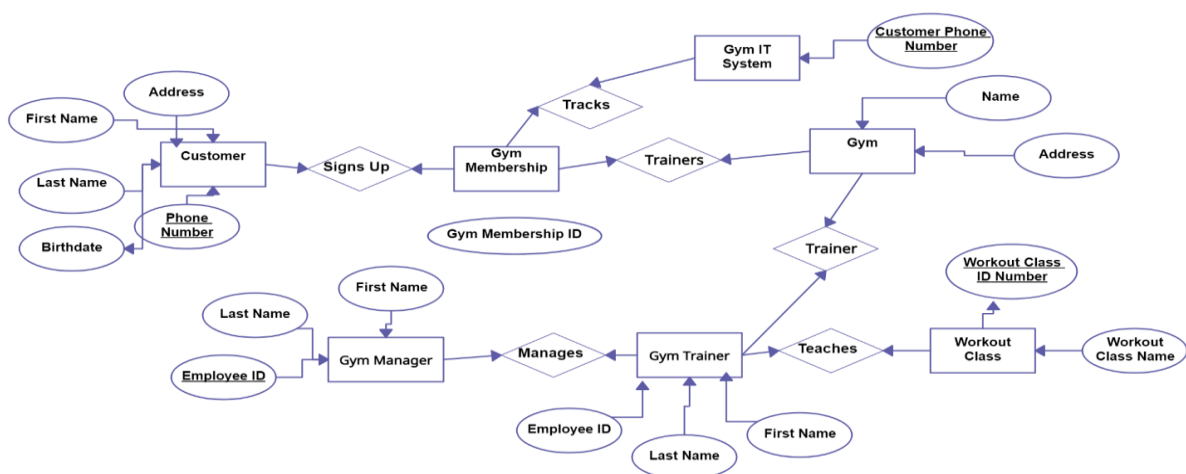 Customer Phone
Number
Gym IT
System
Address
Name
First Name
Tracks
Customer
Gym
Membership
Gym
Signs Up
Trainers
Address
Last Name
Phone
Number
Gym Membership ID
Birthdate
Trainer
Workout Class
ID Number
First Name
Last Name
Gym Manager
Manages
Gym Trainer
Teaches
Workout
Class
Workout
Class Name
Employee ID
Employee ID
First Name
Last Name